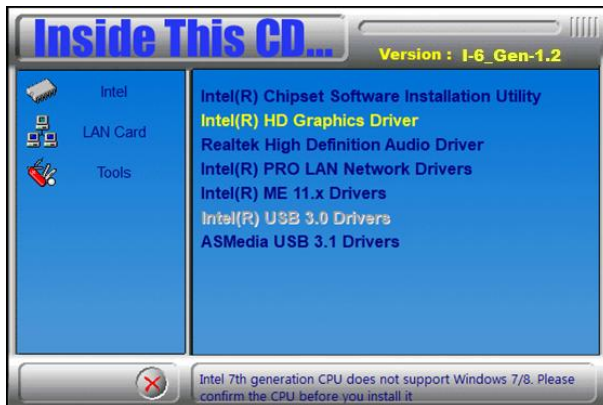 Inside This CD...
Version : I-6_Gen-1.2
Intel
LAN Card
Tools
Intel(R) Chipset Software Installation Utility
Intel(R) HD Graphics Driver
Realtek High Definition Audio Driver
Intel(R) PRO LAN Network Drivers
Intel(R) ME 11.x Drivers
Intel(R) USB 3.0 Drivers
ASMedia USB 3.1 Drivers
Intel 7th generation CPU does not support Windows 7/8. Please
confirm the CPU before you install it